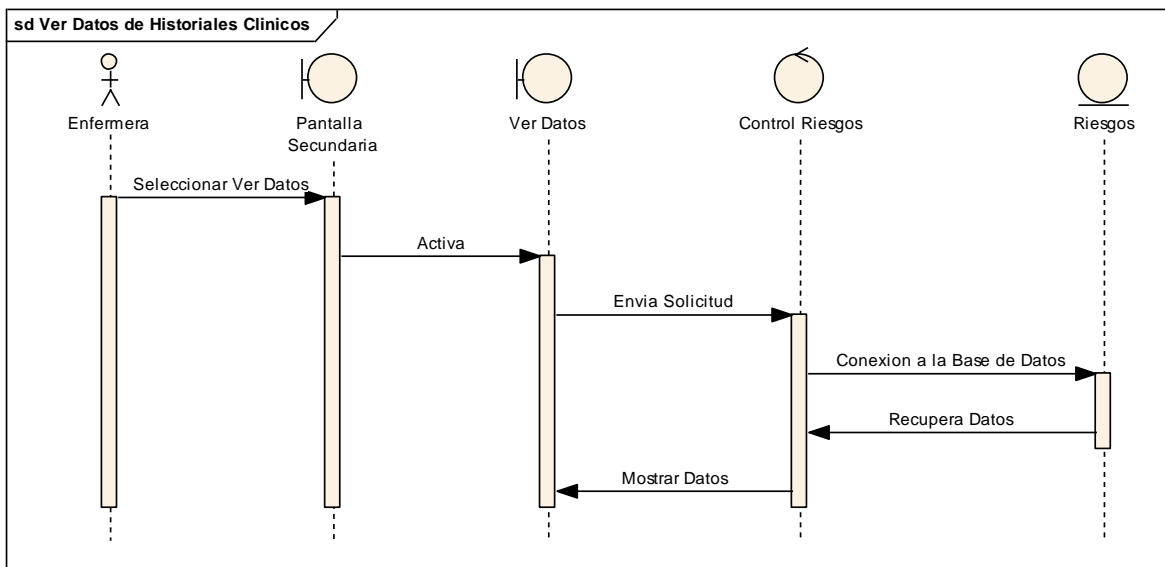 sd Ver Datos de Historiales Clinicos
Enfermera
Pantalla
Secundaria
Ver Datos
Control Riesgos
Riesgos
Seleccionar Ver Datos
Activa
Envia Solicitud
Conexion a la Base de Datos
Recupera Datos
Mostrar Datos